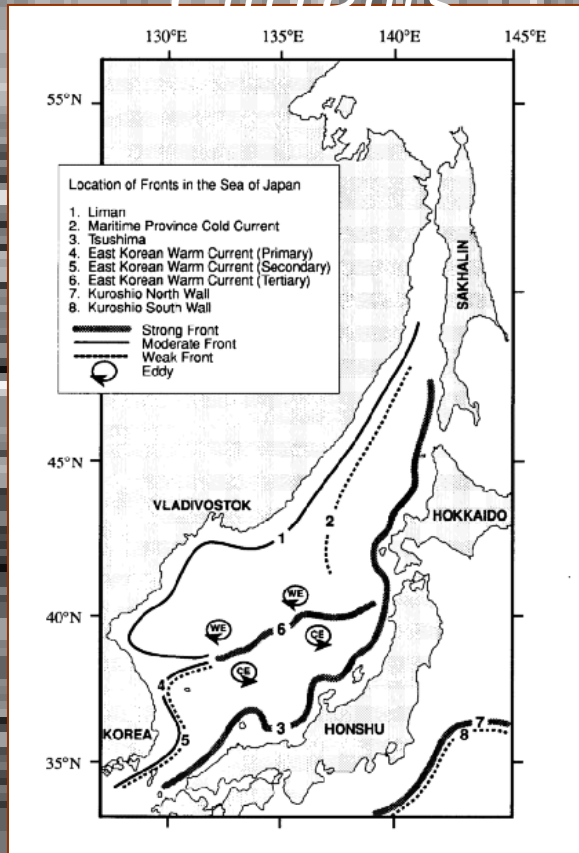 130°E 135°E 140°E 145°E
55°N
Location of Fronts in the Sea of Japan
1. Liman
2. Maritime Province Cold Current
3. Tsushima
4. East Korean Warm Current (Primary)
5. East Korean Warm Current (Secondary)
6. East Korean Warm Current (Tertiary)
7. Kuroshio North Wall
8. Kuroshio South Wall
Strong Front
Moderate Front
Weak Front
Eddy
SAKHALIN
45°N
VLADIVOSTOK
HOKKAIDO
1
2
WE
40°N
WE
6
CE
CE
4
KOREA
5
3
HONSHU
7
8
35°N
130°E 135°E 140°E